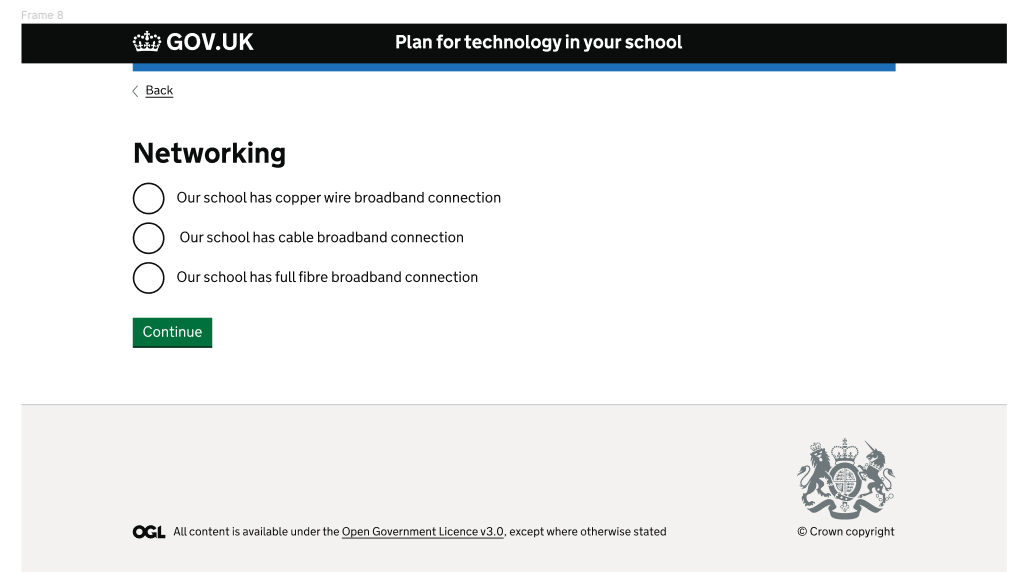 Frame 8
GOV.UK
Plan for technology in your school
Back
Networking
Our school has copper wire broadband connection
Our school has cable broadband connection
Our school has full fibre broadband connection
Continue
OGL All content is available under the Open Government Licence v3.0, except where otherwise stated
© Crown copyright